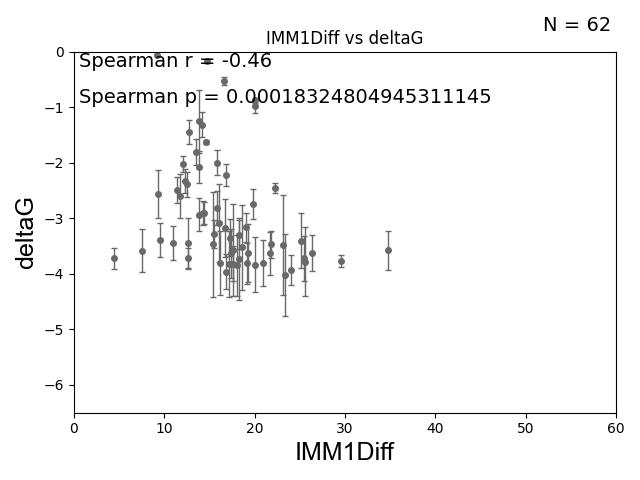 N = 62
IMM1Diff vs deltaG
Spearman r = -0.46
Spearman p = 0.00018324804945311145
deltaG
0
−1
−2
−3
−4
−5
−6
0 10 20 30 40 50 60
IMM1Diff